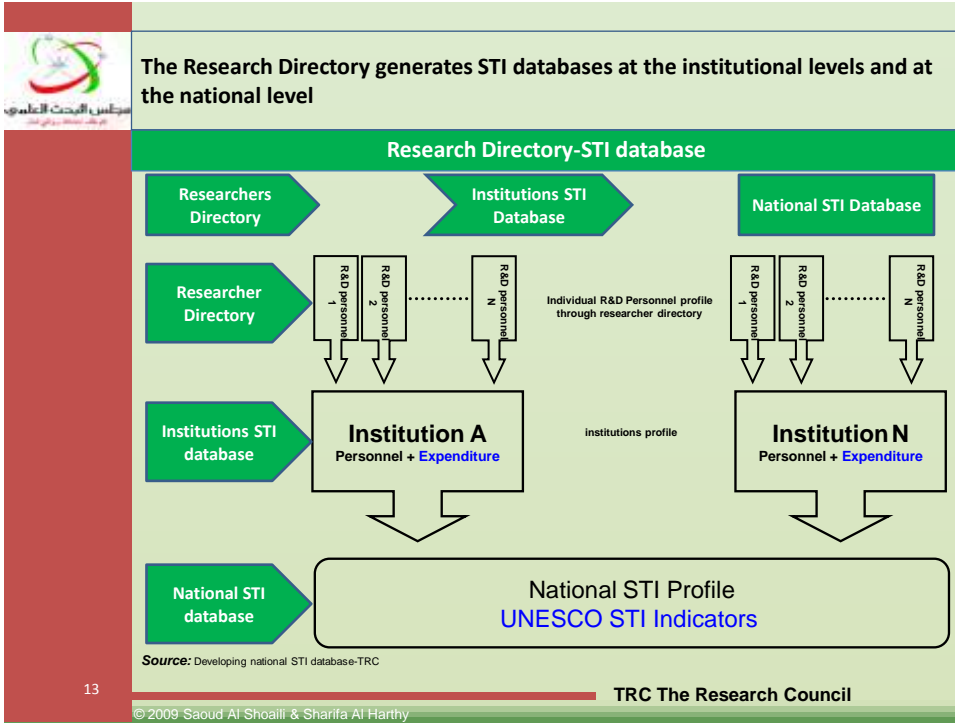 مجلس البحث العلمي
The Research Directory generates STI databases at the institutional levels and at
the national level
Research Directory-STI database
Researchers
Directory
Institutions STI
Database
National STI Database
Researcher
Directory
R&D personnel
1
R&D personnel
2
...........
R&D personnel
N
Individual R&D Personnel profile
through researcher directory
R&D personnel
1
R&D personnel
2
...........
R&D personnel
N
Institutions STI
database
Institution A
Personnel + Expenditure
institutions profile
Institution N
Personnel + Expenditure
National STI
database
National STI Profile
UNESCO STI Indicators
Source: Developing national STI database-TRC
13
TRC The Research Council
© 2009 Saoud Al Shoaili & Sharifa Al Harthy